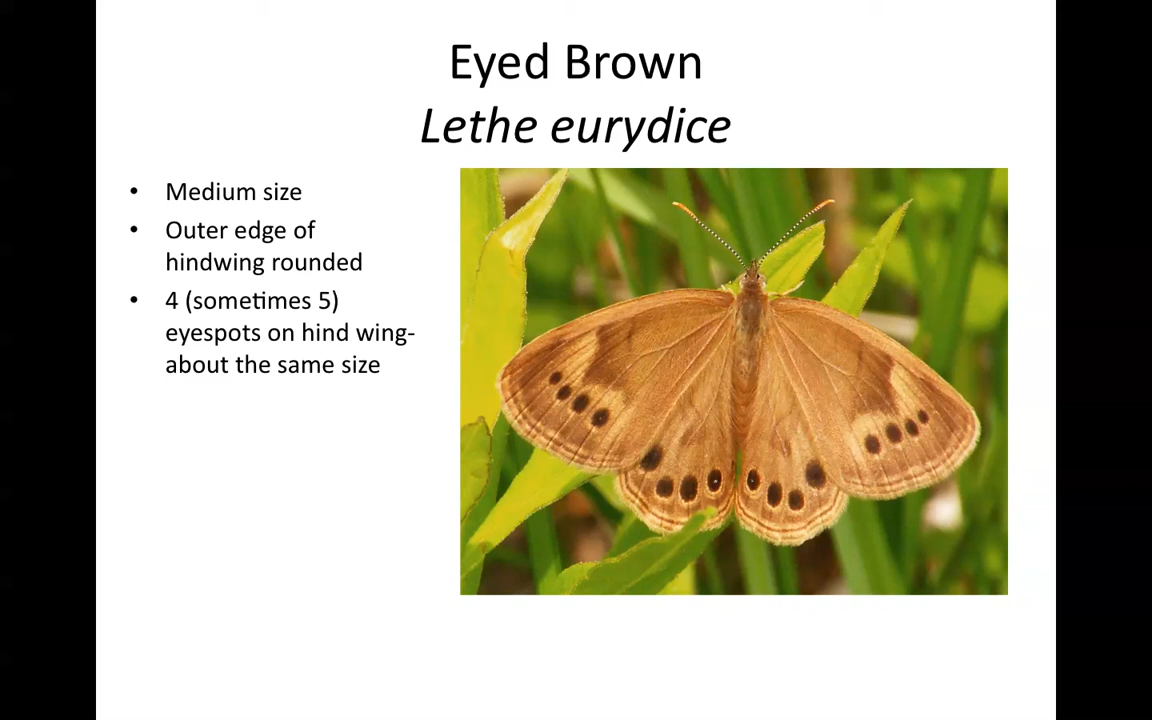 Eyed Brown
Lethe eurydice
• Medium size
• Outer edge of
hindwing rounded
• 4 (sometimes 5)
eyespots on hind wing-
about the same size